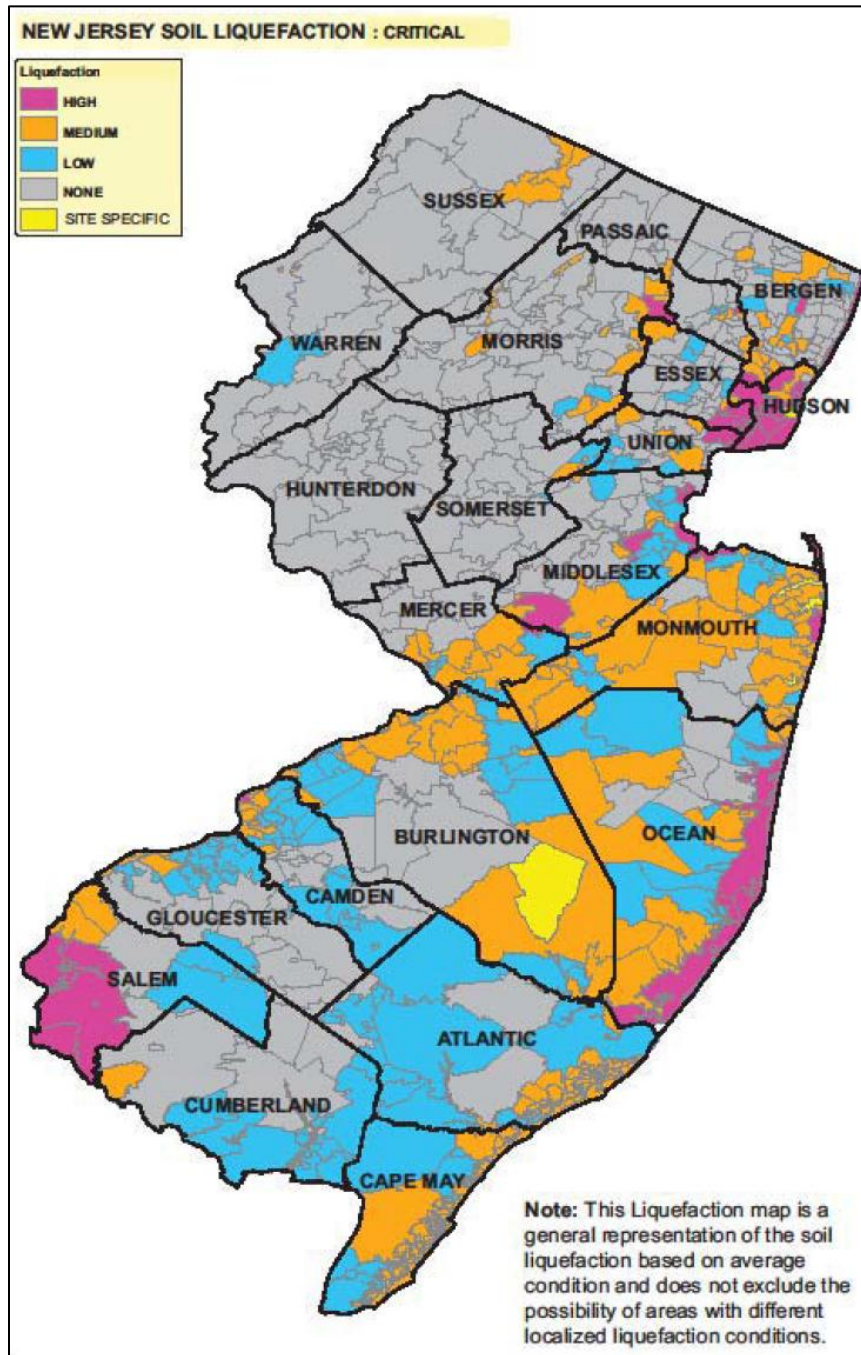 NEW JERSEY SOIL LIQUEFACTION : CRITICAL
Liquefaction
HIGH
MEDIUM
LOW
NONE
SITE SPECIFIC
SUSSEX
PASSAIC
BERGEN
WARREN
MORRIS
ESSEX
HUDSON
UNION
HUNTERDON
SOMERSET
MIDDLESEX
MERCER
MONMOUTH
BURLINGTON
OCEAN
CAMDEN
GLOUCESTER
SALEM
ATLANTIC
CUMBERLAND
CAPE MAY
Note: This Liquefaction map is a
general representation of the soil
liquefaction based on average
condition and does not exclude the
possibility of areas with different
localized liquefaction conditions.